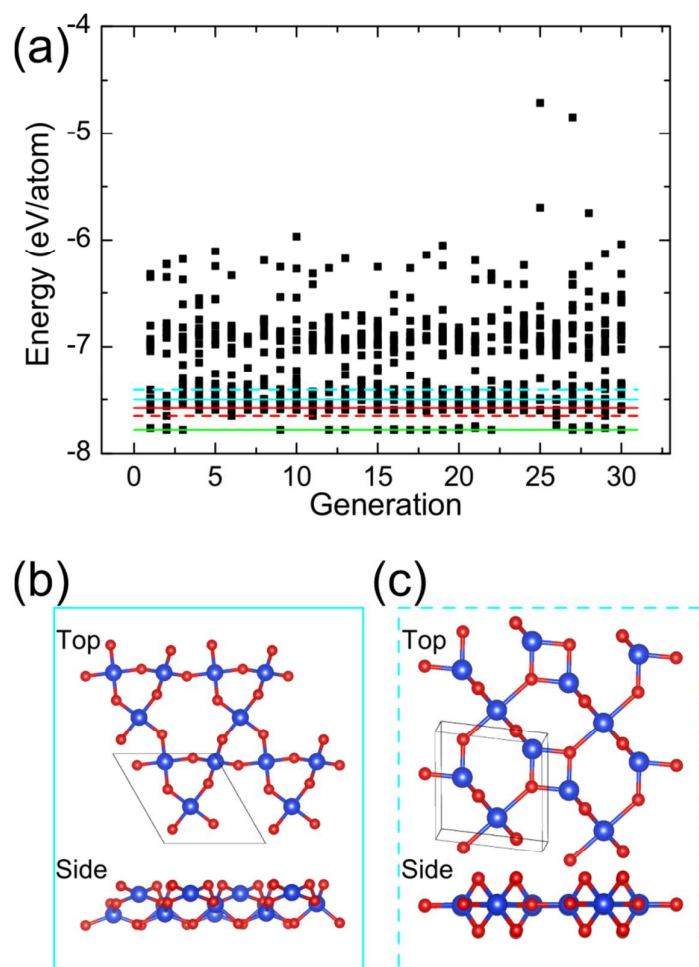 (a)
Energy (eV/atom)
-4
-5
-6
-7
-8
0 5 10 15 20 25 30
Generation
(b)
(c)
Top
Top
Side
Side